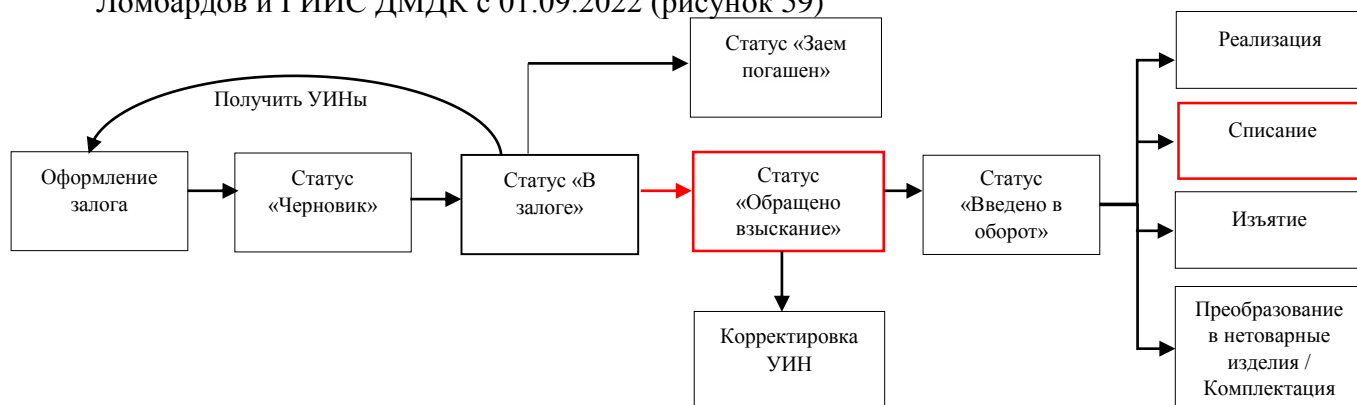 Ломбардов и ГИИС ДМДК с 01.09.2022 (рисунок 59)
Статус «Заем
погашен»
Реализация
Получить УИНы
Списание
Оформление
залога
Статус
«Черновик»
Статус «В
залоге»
Статус
«Обращено
взыскание»
Статус
«Введено в
оборот»
Изъятие
Корректировка
УИН
Преобразование
в нетоварные
изделия /
Комплектация